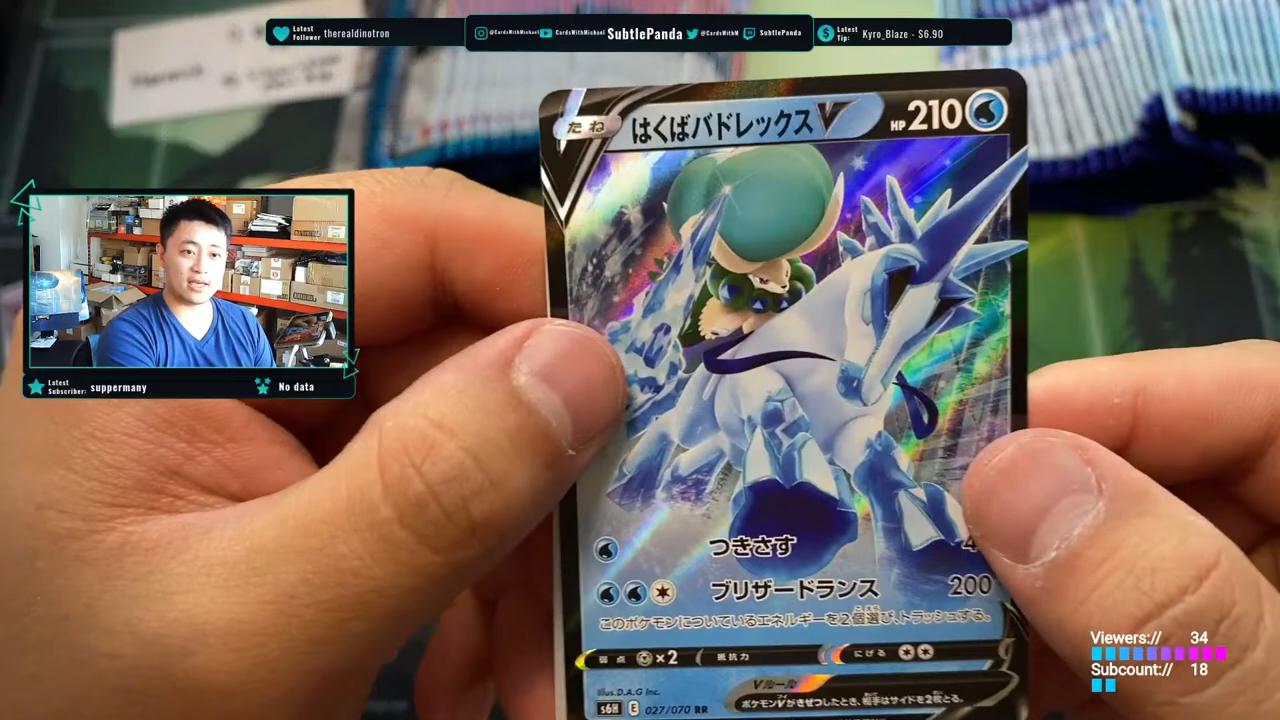 Latest Follower therealdinotron
@CardsWithMichael CardsWithMichael SubtlePanda @CardsWithM SubtlePanda
Latest Tip: Kyro_Blaze - $6.90
たね はくばバドレックスV HP 210
つきさす 4
ブリザードランス 200
このポケモンについているエネルギーを2個選び、トラッシュする。
弱点 ×2 抵抗力 にげる
Illus.D.A.G Inc.
Vルール
s6H E 027/070 RR
ポケモンVがきぜつしたとき、相手はサイドを2枚とる。
Latest Subscriber: suppermany No data
Viewers:// 34
Subcount:// 18